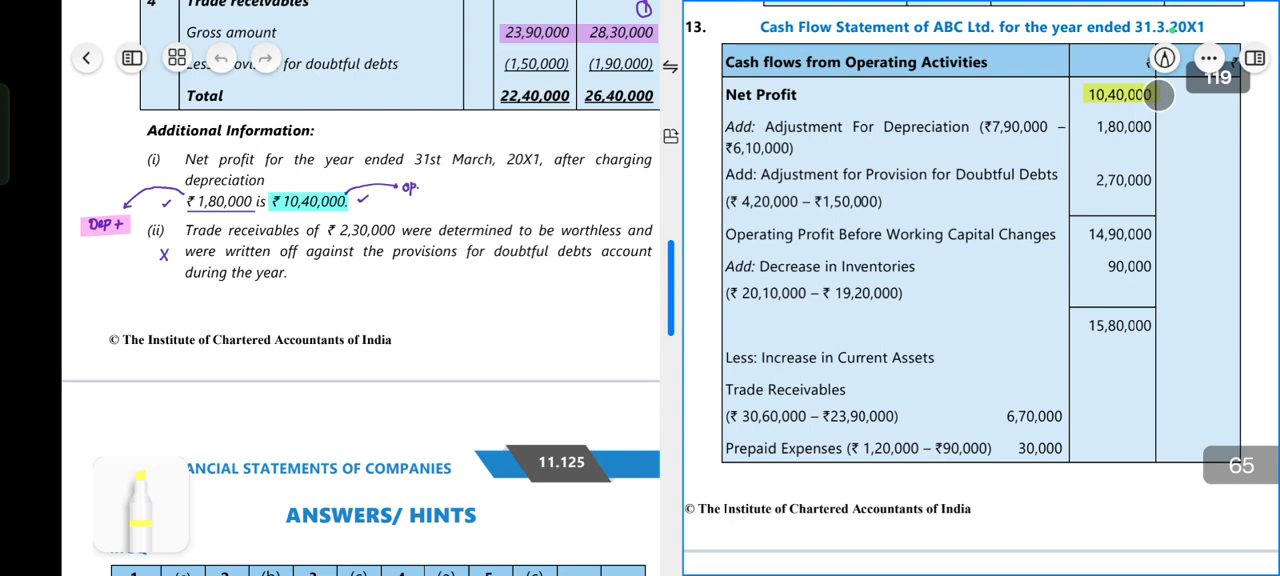 4 Trade receivables
1
Gross amount 23,90,000 28,30,000
for doubtful debts (1,50,000) (1,90,000)
Total 22,40,000 26,40,000
Additional Information:
(i) Net profit for the year ended 31st March, 20X1, after charging
depreciation
op.
₹ 1,80,000 is ₹ 10,40,000.
Dep +
(ii) Trade receivables of ₹ 2,30,000 were determined to be worthless and
were written off against the provisions for doubtful debts account
during the year.
© The Institute of Chartered Accountants of India
ANCIAL STATEMENTS OF COMPANIES 11.125
ANSWERS/ HINTS
13. Cash Flow Statement of ABC Ltd. for the year ended 31.3.20X1
Cash flows from Operating Activities ₹
119
Net Profit 10,40,000
Add: Adjustment For Depreciation (₹7,90,000 – 1,80,000
₹6,10,000)
Add: Adjustment for Provision for Doubtful Debts 2,70,000
(₹ 4,20,000 – ₹1,50,000)
Operating Profit Before Working Capital Changes 14,90,000
Add: Decrease in Inventories 90,000
(₹ 20,10,000 – ₹ 19,20,000)
15,80,000
Less: Increase in Current Assets
Trade Receivables
(₹ 30,60,000 – ₹23,90,000) 6,70,000
Prepaid Expenses (₹ 1,20,000 – ₹90,000) 30,000
65
© The Institute of Chartered Accountants of India